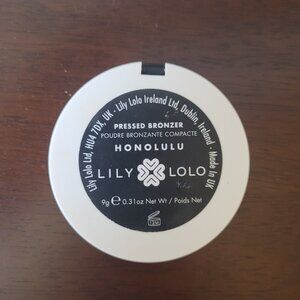 Lily Lolo Ltd, HU4 7DX, UK - Lily Lolo Ireland Ltd, Dublin, Ireland - Made in UK
PRESSED BRONZER
POUDRE BRONZANTE COMPACTE
HONOLULU
LILY LOLO
9g ℮ 0.31oz Net Wt / Poids Net